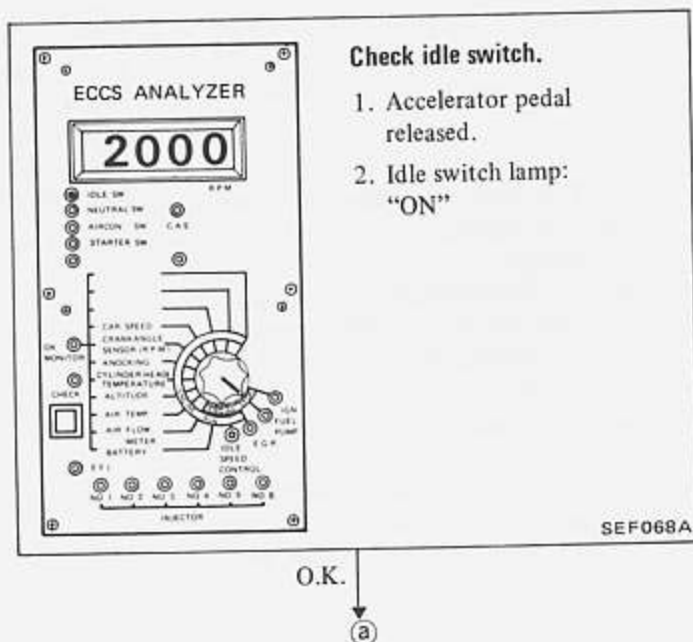 Check idle switch.
1. Accelerator pedal
released.
2. Idle switch lamp:
“ON”
ECCS ANALYZER
2000
R P M
IDLE SW
NEUTRAL SW
AIRCON SW
STARTER SW
C.A.S
CAR SPEED
CRANK ANGLE
SENSOR (R.P.M)
KNOCKING
CYLINDER HEAD
TEMPERATURE
ALTITUDE
AIR TEMP.
AIR FLOW
METER
BATTERY
MONITOR
CHECK
IGN
FUEL
PUMP
E.G.R
IDLE
SPEED
CONTROL
NO. 1 NO. 2 NO. 3 NO. 4 NO. 5 NO. 6
INJECTOR
SEF068A
O.K.
a